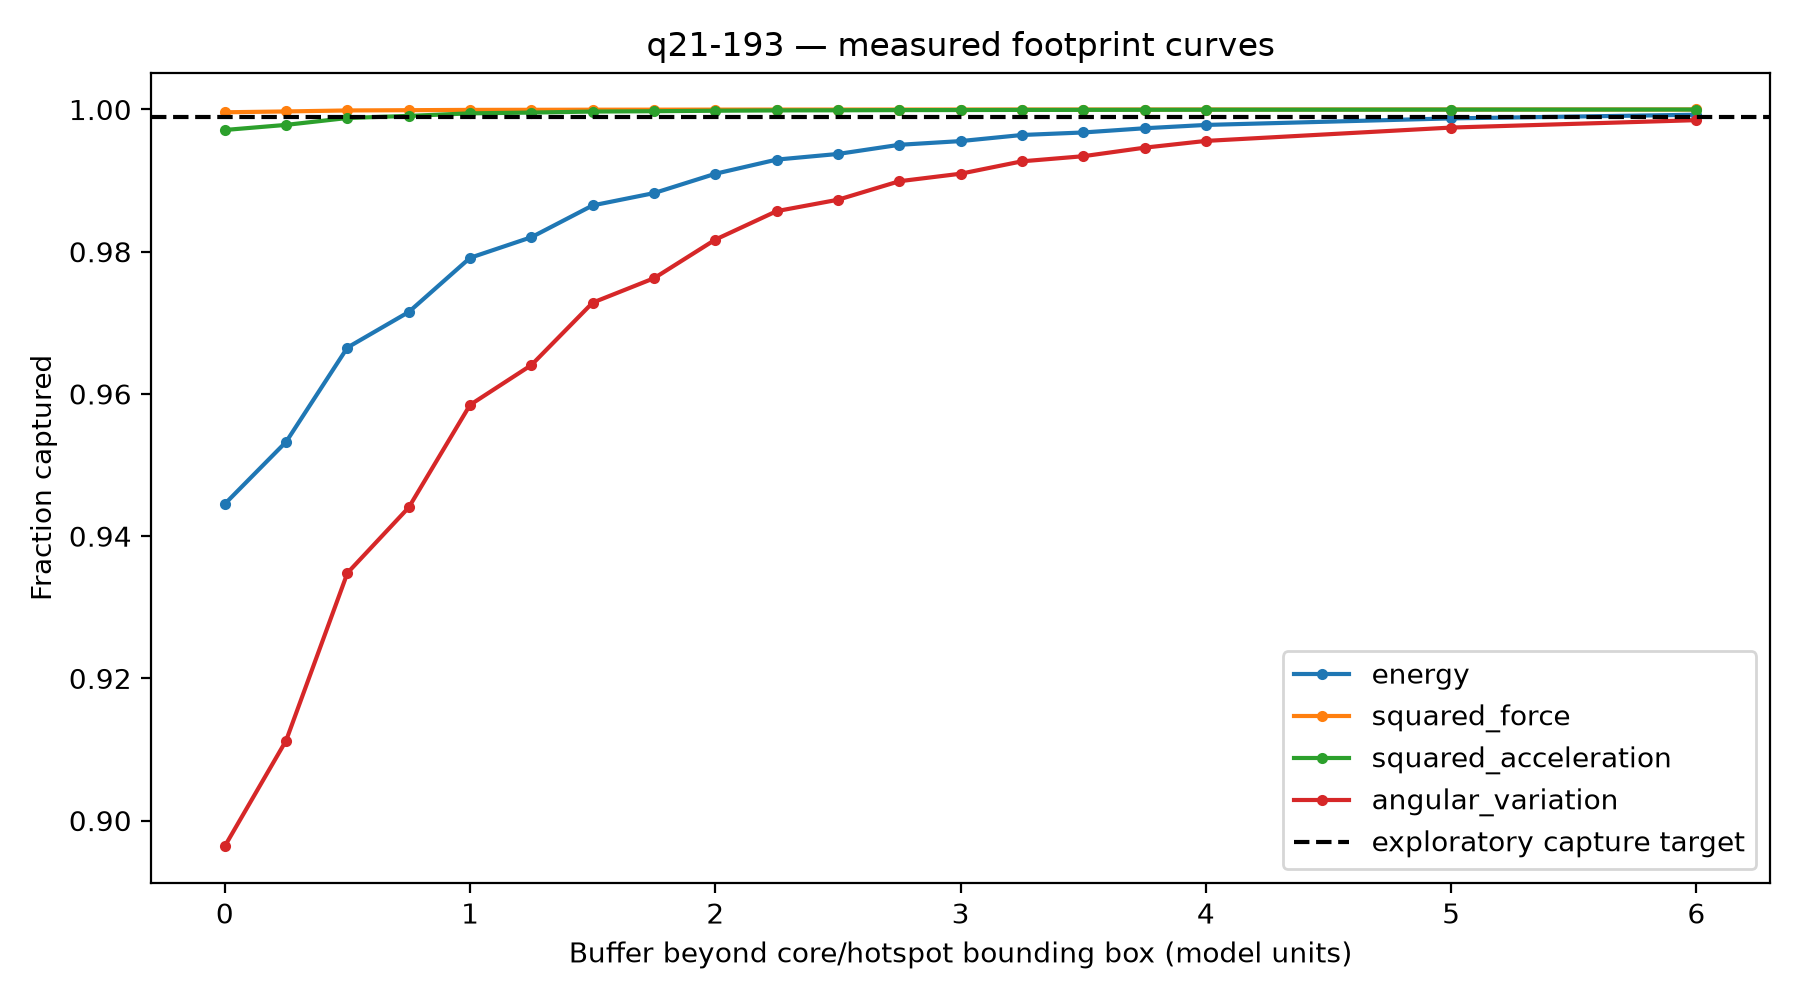 q21-193 — measured footprint curves
1.00
0.98
0.96
0.94
0.92
0.90
Fraction captured
energy
squared_force
squared_acceleration
angular_variation
exploratory capture target
0 1 2 3 4 5 6
Buffer beyond core/hotspot bounding box (model units)